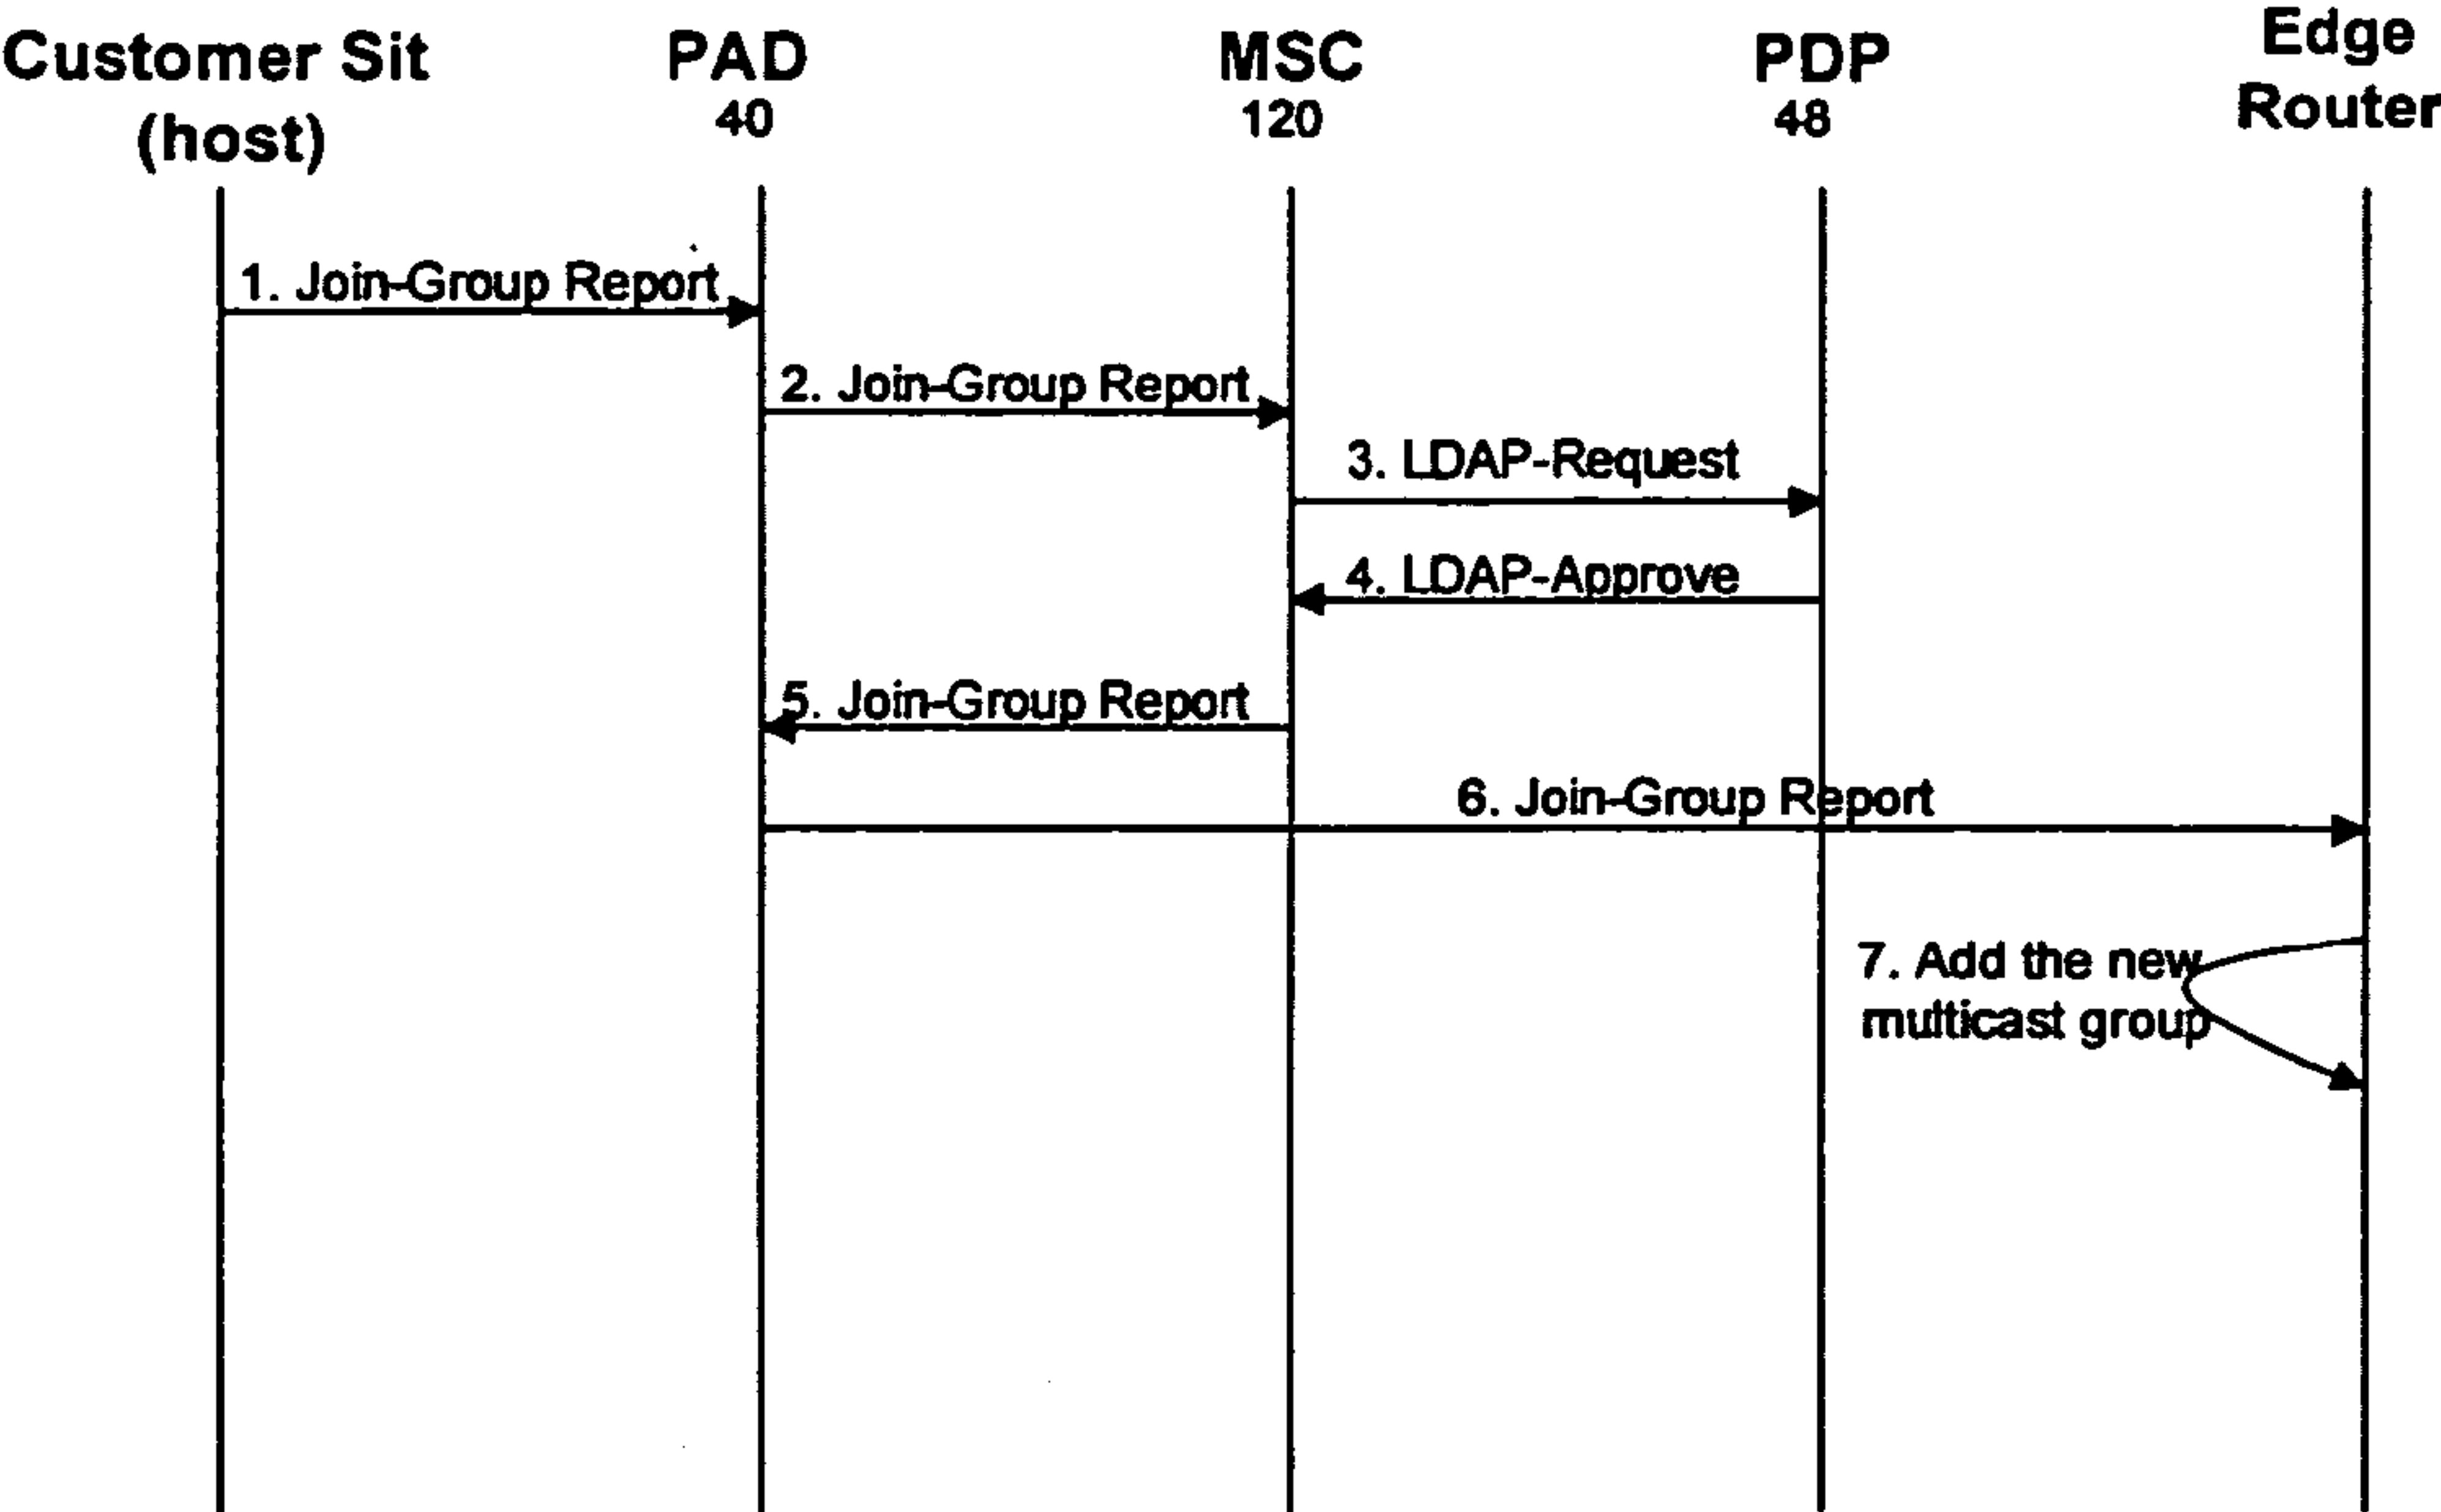 Customer Sit
(host)
PAD
40
MSC
120
PDP
48
Edge
Router
1. Join-Group Report
2. Join-Group Report
3. LDAP-Request
4. LDAP-Approve
5. Join-Group Report
6. Join-Group Report
7. Add the new
multicast group